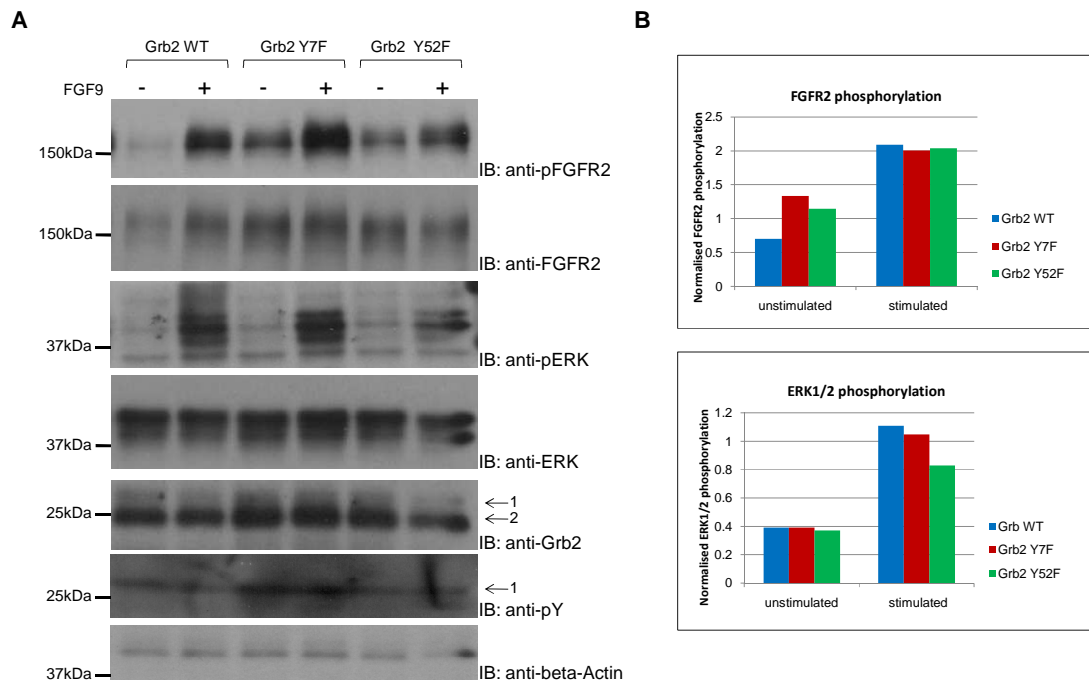 A
Grb2 WT Grb2 Y7F Grb2 Y52F
FGF9 - + - + - +
150kDa
IB: anti-pFGFR2
150kDa
IB: anti-FGFR2
37kDa
IB: anti-pERK
37kDa
IB: anti-ERK
25kDa
←1
←2
IB: anti-Grb2
25kDa
←1
IB: anti-pY
37kDa
IB: anti-beta-Actin
B
FGFR2 phosphorylation
Normalised FGFR2 phosphorylation
2.5
2
1.5
1
0.5
0
unstimulated stimulated
Grb2 WT
Grb2 Y7F
Grb2 Y52F
ERK1/2 phosphorylation
Normalised ERK1/2 phosphorylation
1.2
1
0.8
0.6
0.4
0.2
0
unstimulated stimulated
Grb WT
Grb2 Y7F
Grb2 Y52F